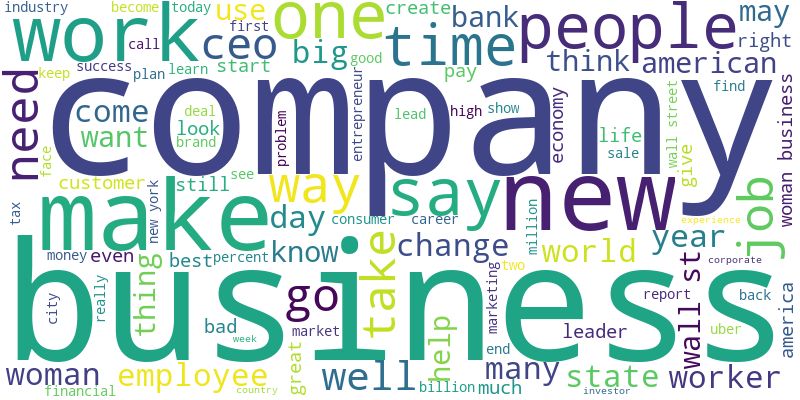 industry
become
today
work
call
ceo
use
first
one
create
bank
people
may
right
time
think
american
big
good
success
keep
plan
learn
start
pay
find
need
company
come
want
look
deal
brand
problem
entrepreneur
lead
high
show
economy
life
sale
wall street
give
woman business
face
customer
still
see
way
say
new
job
make
tax
new york
day
consumer
career
million
experience
year
know
change
world
money
even
best
percent
thing
take
business
go
two
corporate
city
really
bad
week
market
marketing
report
back
uber
america
leader
wall st
help
great
end
woman
employee
well
many
state
worker
financial
country
billion
much
investor